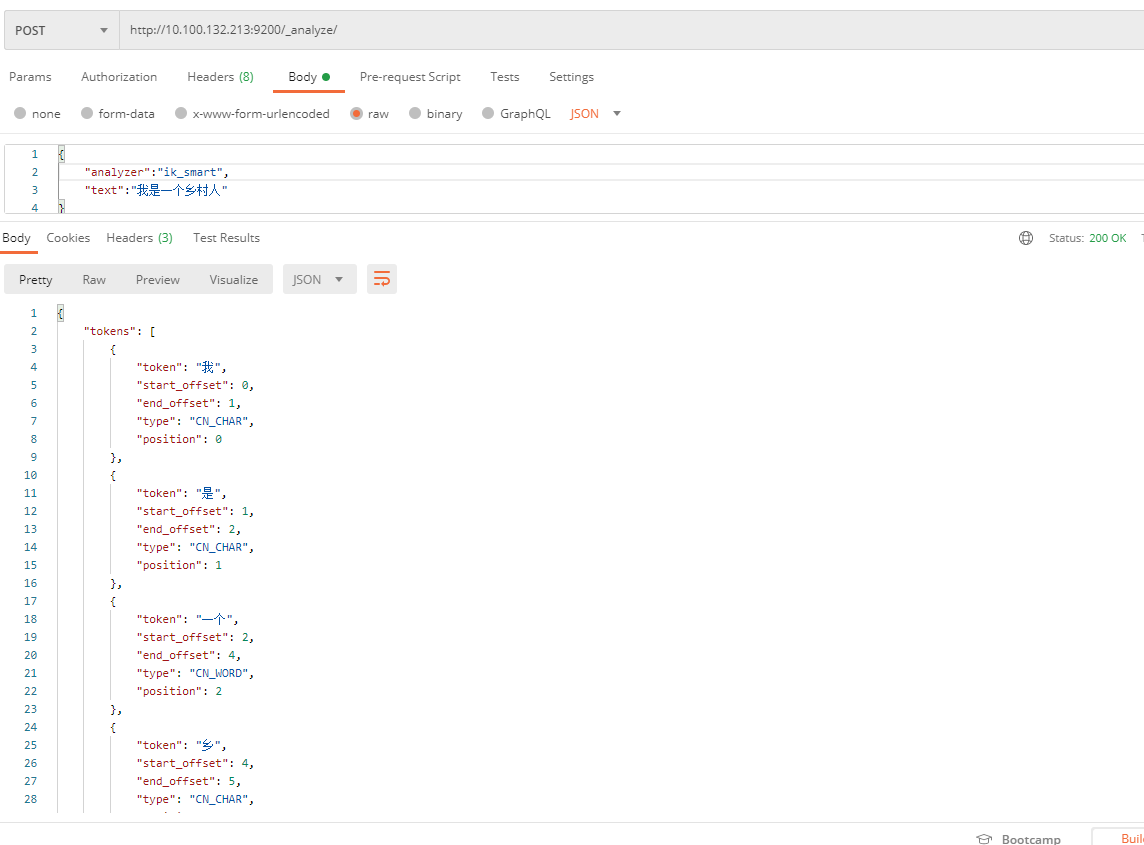 POST http://10.100.132.213:9200/_analyze/
Params Authorization Headers (8) Body Pre-request Script Tests Settings
none form-data x-www-form-urlencoded raw binary GraphQL JSON
1 {
2 "analyzer":"ik_smart",
3 "text":"我是一个乡村人"
4 }
Body Cookies Headers (3) Test Results Status: 200 OK
Pretty Raw Preview Visualize JSON
1 {
2 "tokens": [
3 {
4 "token": "我",
5 "start_offset": 0,
6 "end_offset": 1,
7 "type": "CN_CHAR",
8 "position": 0
9 },
10 {
11 "token": "是",
12 "start_offset": 1,
13 "end_offset": 2,
14 "type": "CN_CHAR",
15 "position": 1
16 },
17 {
18 "token": "一个",
19 "start_offset": 2,
20 "end_offset": 4,
21 "type": "CN_WORD",
22 "position": 2
23 },
24 {
25 "token": "乡",
26 "start_offset": 4,
27 "end_offset": 5,
28 "type": "CN_CHAR",
Bootcamp